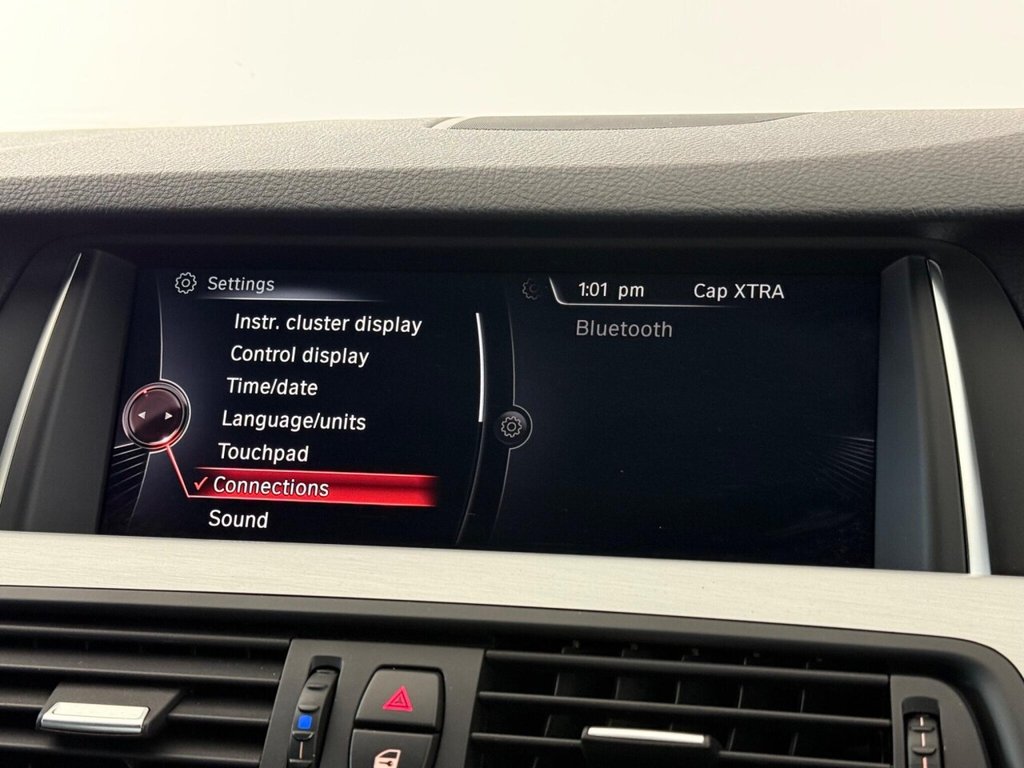 Settings
Instr. cluster display
Control display
Time/date
Language/units
Touchpad
✓ Connections
Sound
1:01 pm Cap XTRA
Bluetooth